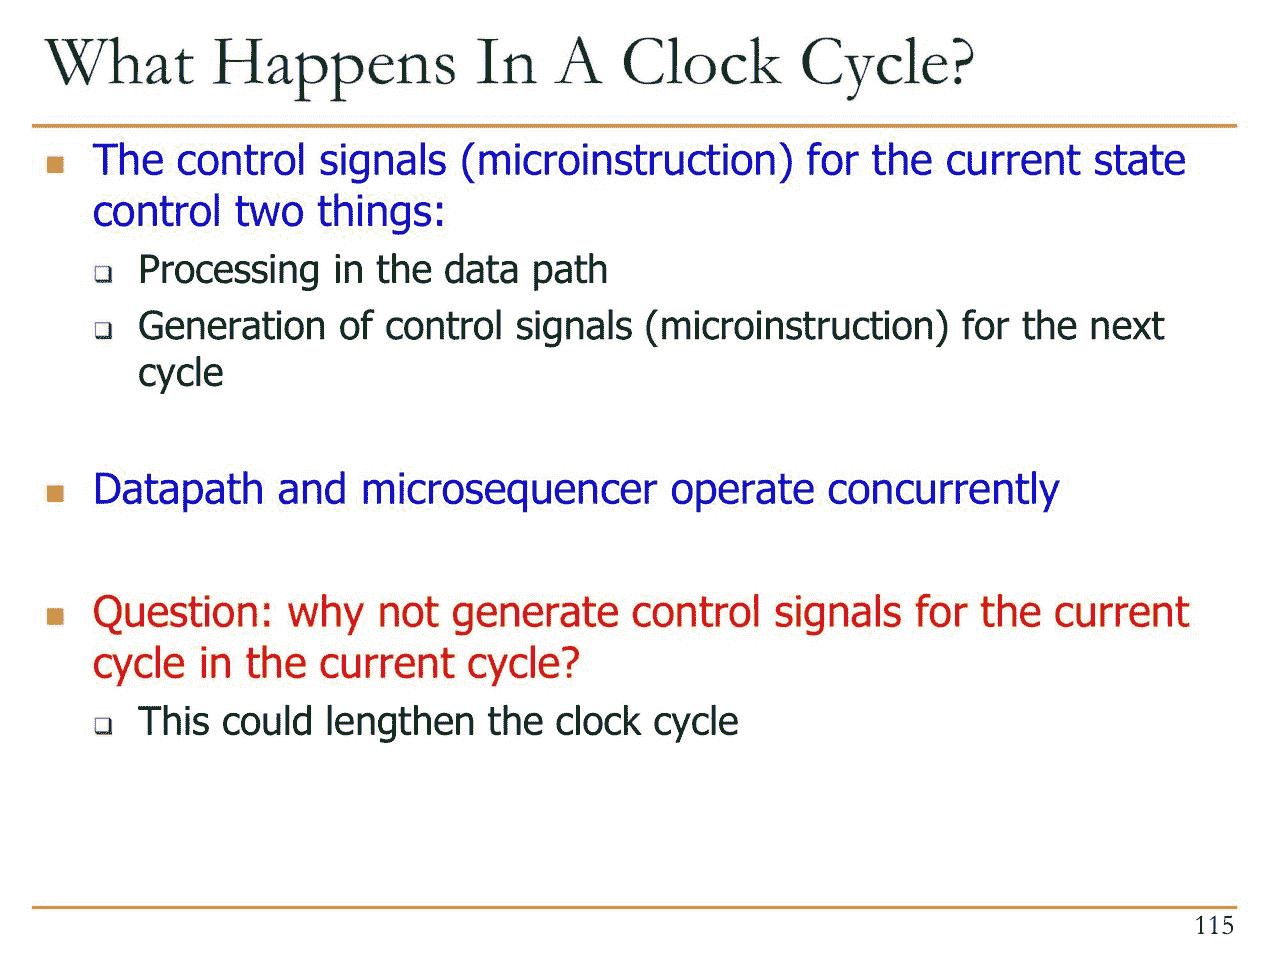 What Happens In A Clock Cycle?
The control signals (microinstruction) for the current state
control two things:
Processing in the data path
Generation of control signals (microinstruction) for the next
cycle
Datapath and microsequencer operate concurrently
Question: why not generate control signals for the current
cycle in the current cycle?
This could lengthen the clock cycle
115